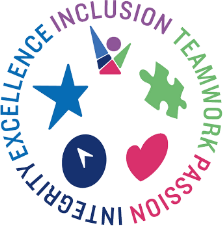 INCLUSION
TEAMWORK
PASSION
INTEGRITY
EXCELLENCE